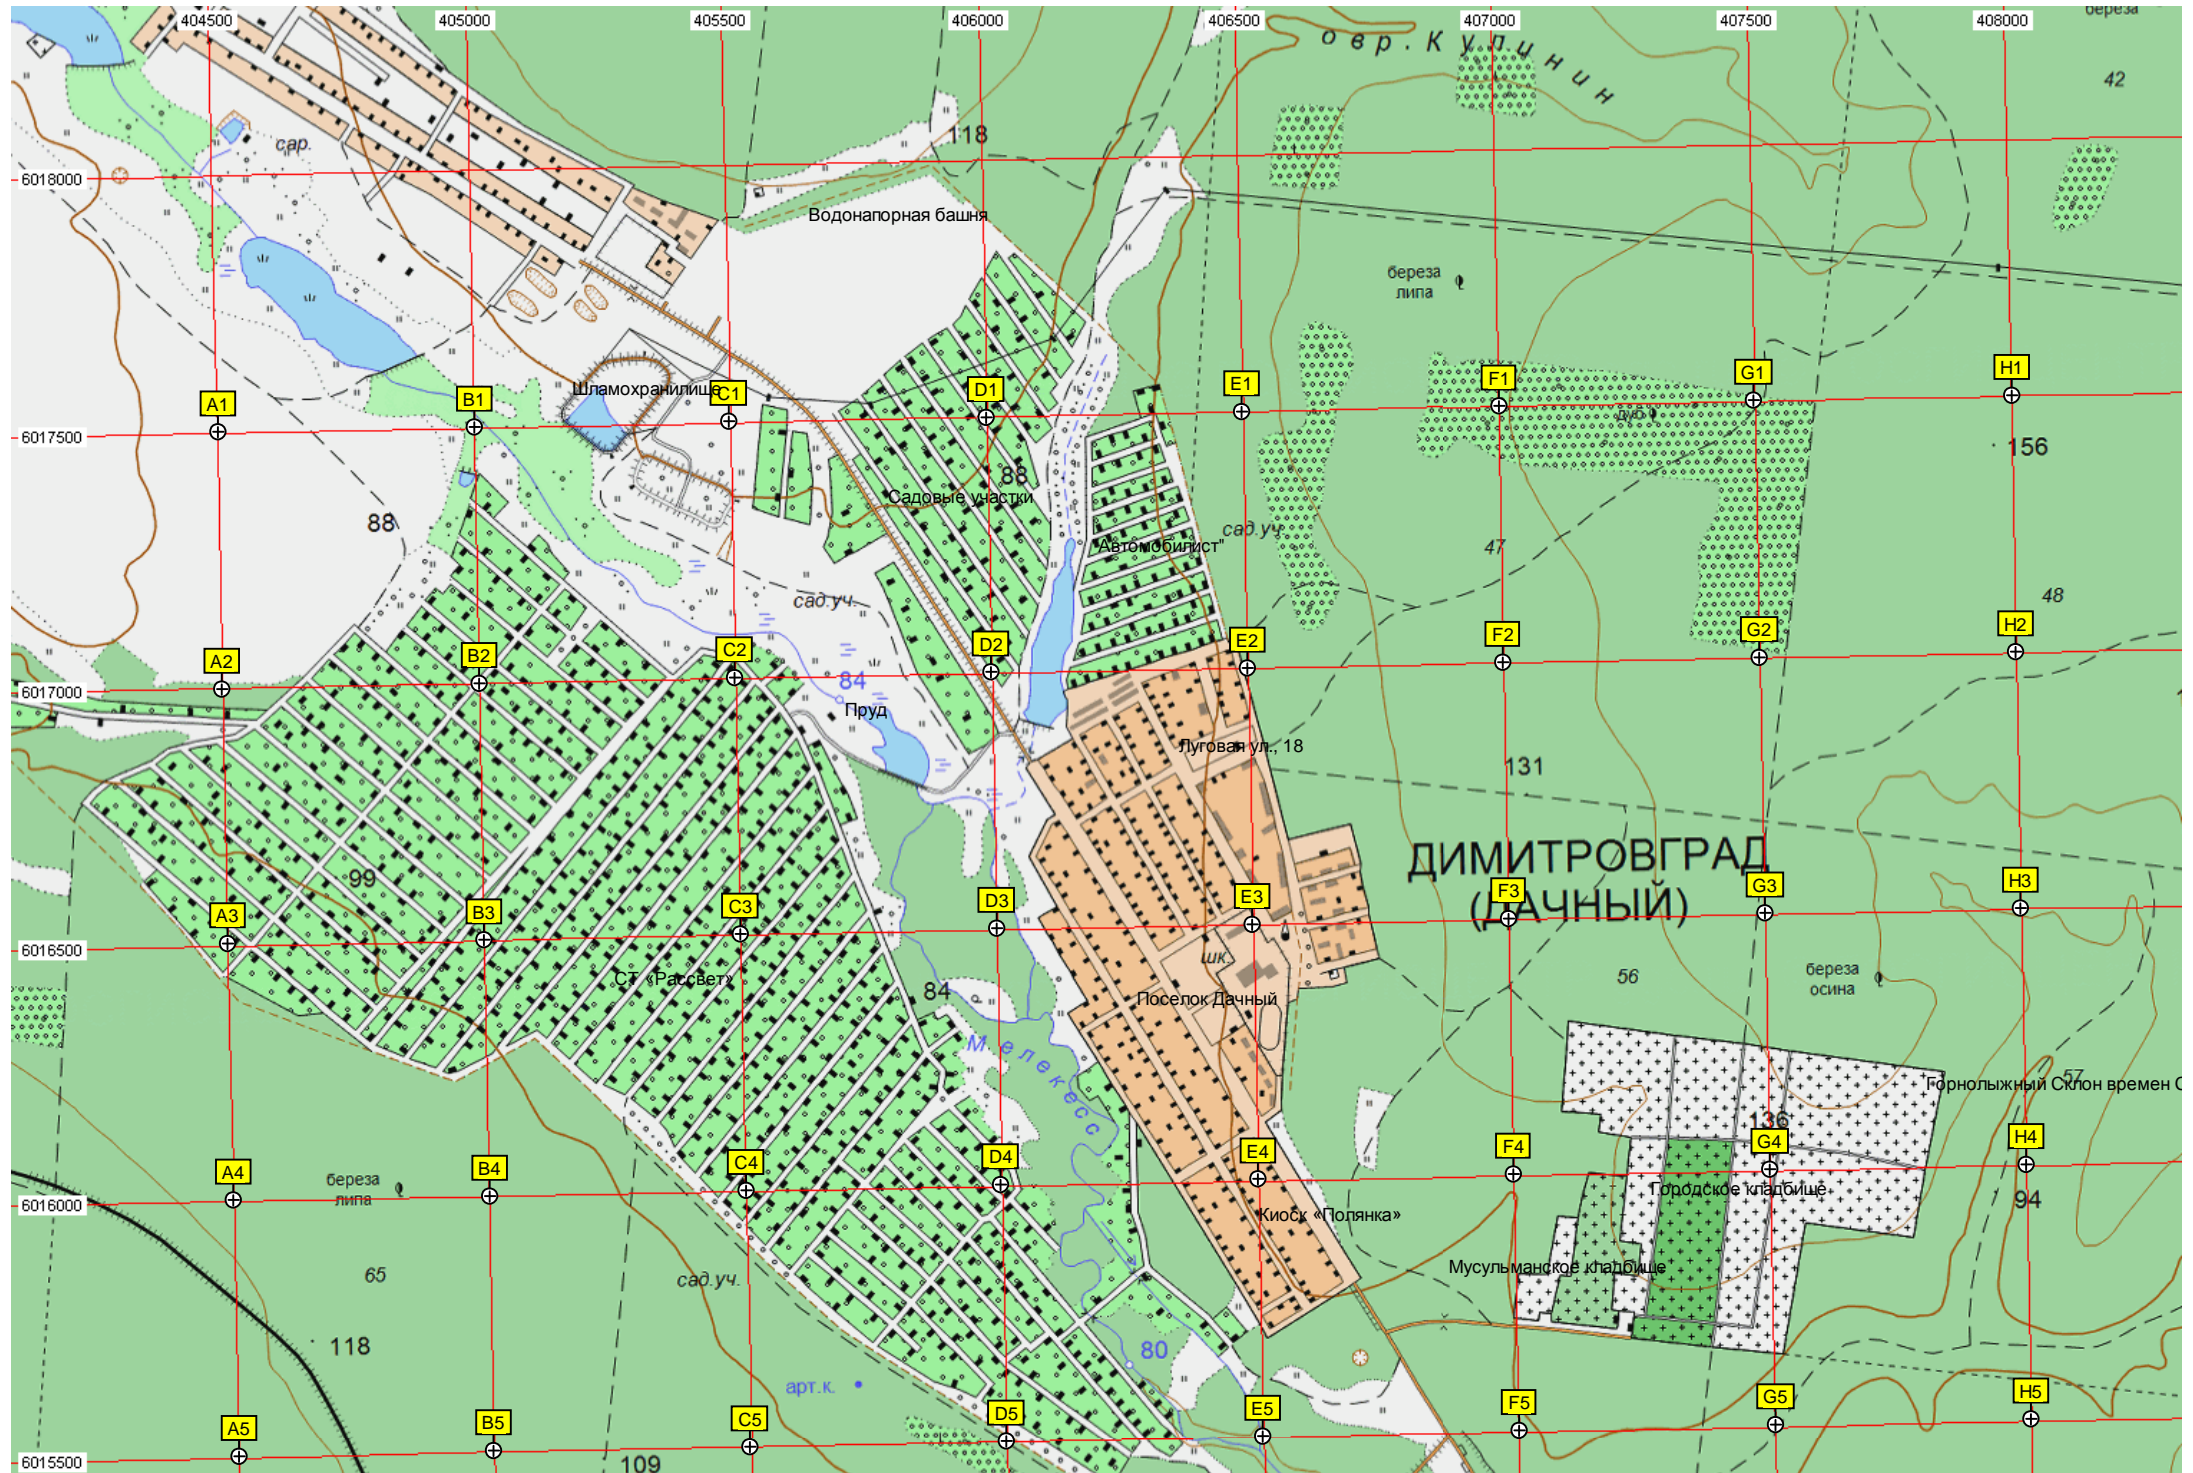 404500 405000 405500 406000 406500 407000 407500 408000
береза
овр. Кулинин
42
118
сар.
6018000
Водонапорная башня
береза
липа
Шламохранилище
A1 B1 C1 D1 E1 F1 G1 H1
дуб
6017500
156
88
88
Садовые участки
сад.уч.
"Автомобилист"
47
сад.уч.
48
A2 B2 C2 D2 E2 F2 G2 H2
6017000
84
Пруд
Луговая ул., 18
131
ДИМИТРОВГРАД
(ДАЧНЫЙ)
99
A3 B3 C3 D3 E3 F3 G3 H3
6016500
шк.
СТ «Рассвет»
84
Поселок Дачный
56
береза
осина
Мелекесс
57
Горнолыжный Склон времен С
136
A4 B4 C4 D4 E4 F4 G4 H4
береза
липа
6016000
Городское кладбище
94
Киоск «Полянка»
65
сад.уч.
Мусульманское кладбище
118
80
арт.к.
A5 B5 C5 D5 E5 F5 G5 H5
6015500
109